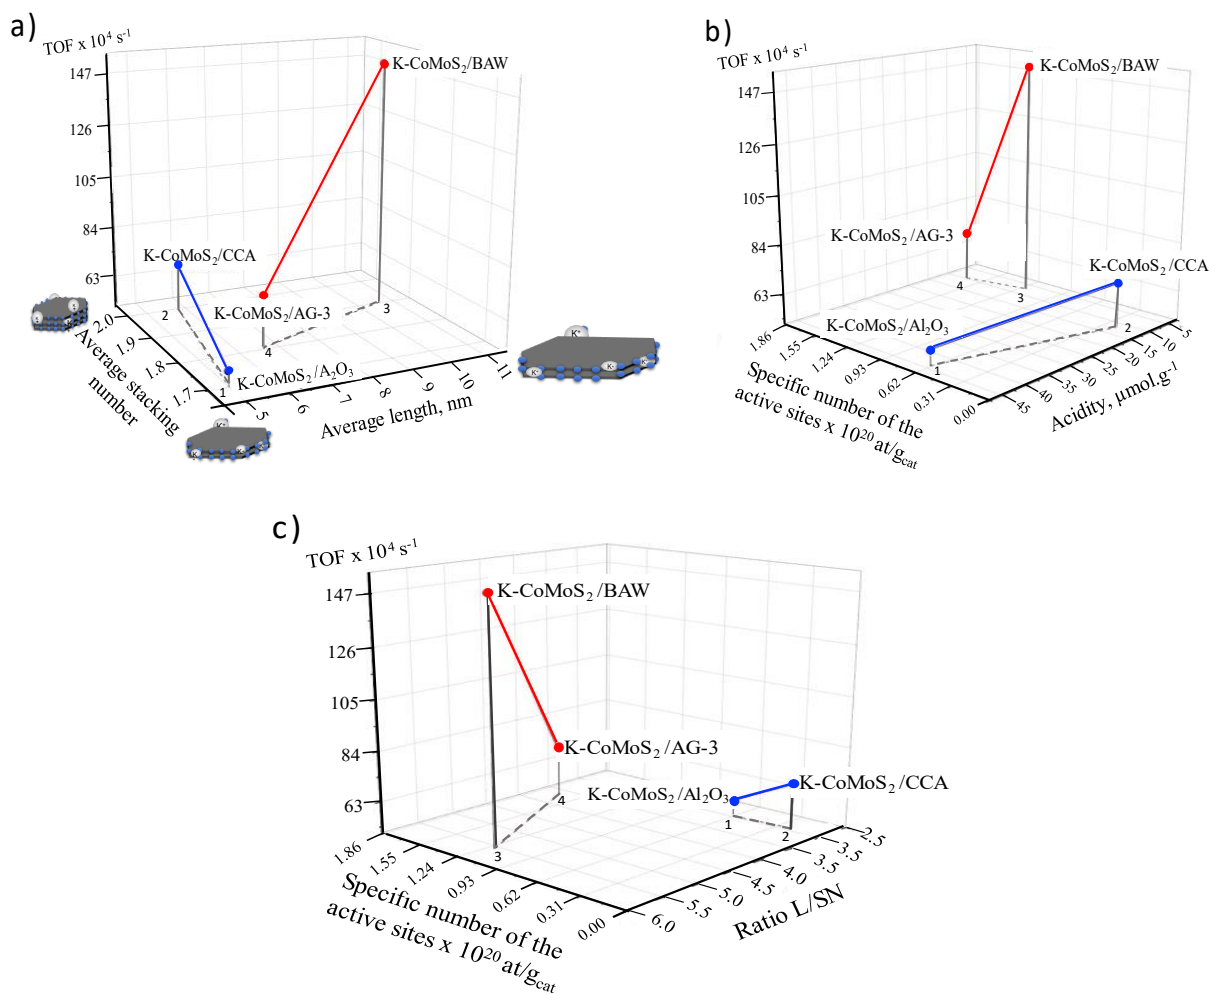 a)
TOF x 10⁴ s⁻¹
147
126
105
84
63
K-CoMoS₂/BAW
K-CoMoS₂/CCA
K-CoMoS₂/AG-3
K-CoMoS₂/A₂O₃
1
2
3
4
2.0
1.9
1.8
1.7
Average stacking
number
5
6
7
8
9
10
11
Average length, nm
K⁺
K⁺
K⁺
b)
TOF x 10⁴ s⁻¹
147
126
105
84
63
K-CoMoS₂/BAW
K-CoMoS₂/AG-3
K-CoMoS₂/CCA
K-CoMoS₂/Al₂O₃
4
3
2
1
1.86
1.55
1.24
0.93
0.62
0.31
0.00
Specific number of the
active sites x 10²⁰ at/g_cat
45
40
35
30
25
20
15
10
5
Acidity, μmol.g⁻¹
c)
TOF x 10⁴ s⁻¹
147
126
105
84
63
K-CoMoS₂/BAW
K-CoMoS₂/AG-3
K-CoMoS₂/Al₂O₃
K-CoMoS₂/CCA
4
3
1
2
1.86
1.55
1.24
0.93
0.62
0.31
0.00
Specific number of the
active sites x 10²⁰ at/g_cat
6.0
5.5
5.0
4.5
4.0
3.5
3.5
2.5
Ratio L/SN